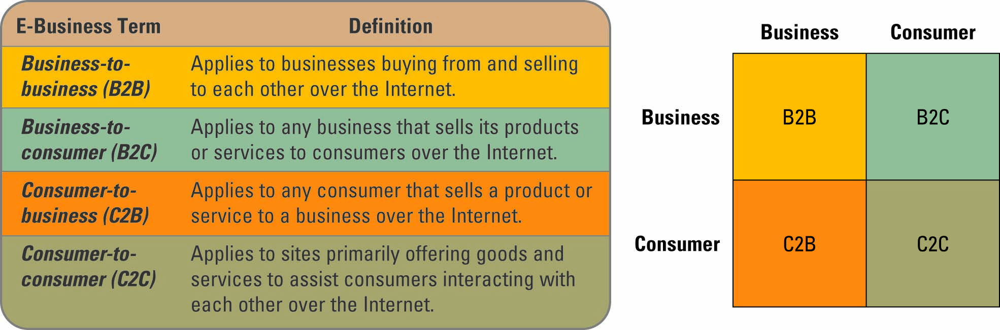 E-Business Term Definition
Business-to-
business (B2B)
Applies to businesses buying from and selling
to each other over the Internet.
Business-to-
consumer (B2C)
Applies to any business that sells its products
or services to consumers over the Internet.
Consumer-to-
business (C2B)
Applies to any consumer that sells a product or
service to a business over the Internet.
Consumer-to-
consumer (C2C)
Applies to sites primarily offering goods and
services to assist consumers interacting with
each other over the Internet.
Business Consumer
Business B2B B2C
Consumer C2B C2C